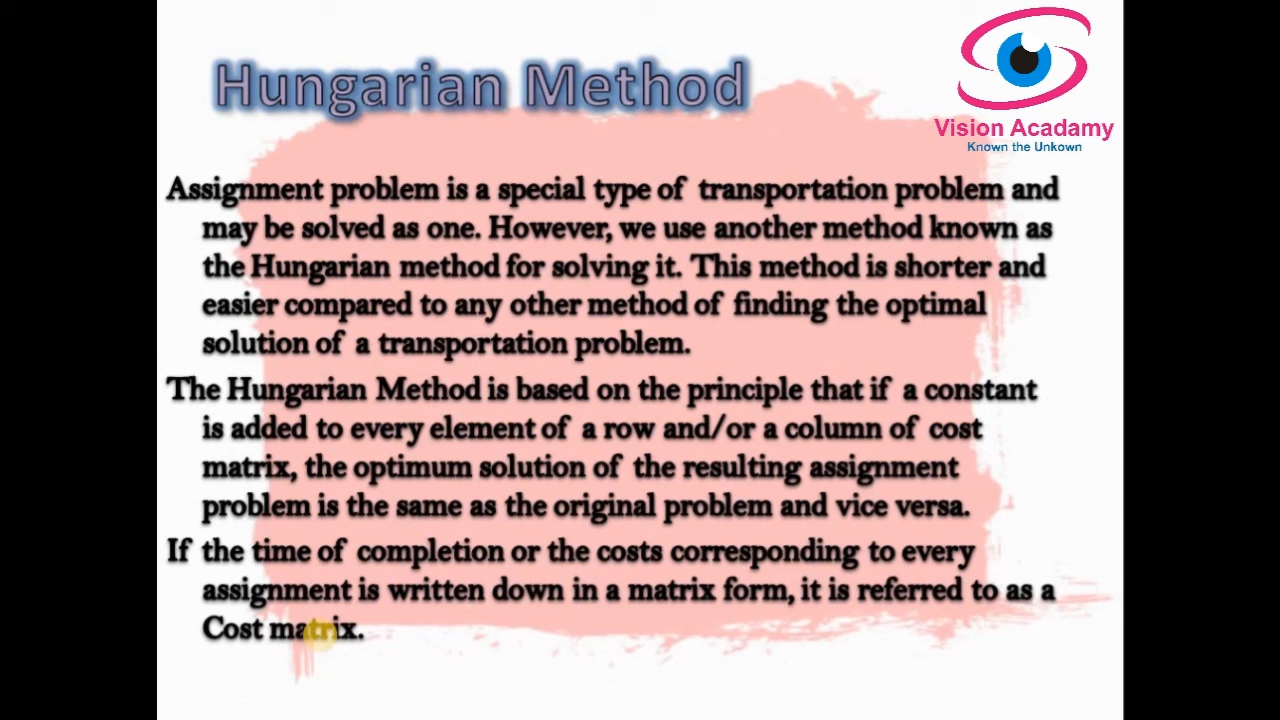 Hungarian Method
Vision Acadamy
Known the Unkown
Assignment problem is a special type of transportation problem and
may be solved as one. However, we use another method known as
the Hungarian method for solving it. This method is shorter and
easier compared to any other method of finding the optimal
solution of a transportation problem.
The Hungarian Method is based on the principle that if a constant
is added to every element of a row and/or a column of cost
matrix, the optimum solution of the resulting assignment
problem is the same as the original problem and vice versa.
If the time of completion or the costs corresponding to every
assignment is written down in a matrix form, it is referred to as a
Cost matrix.